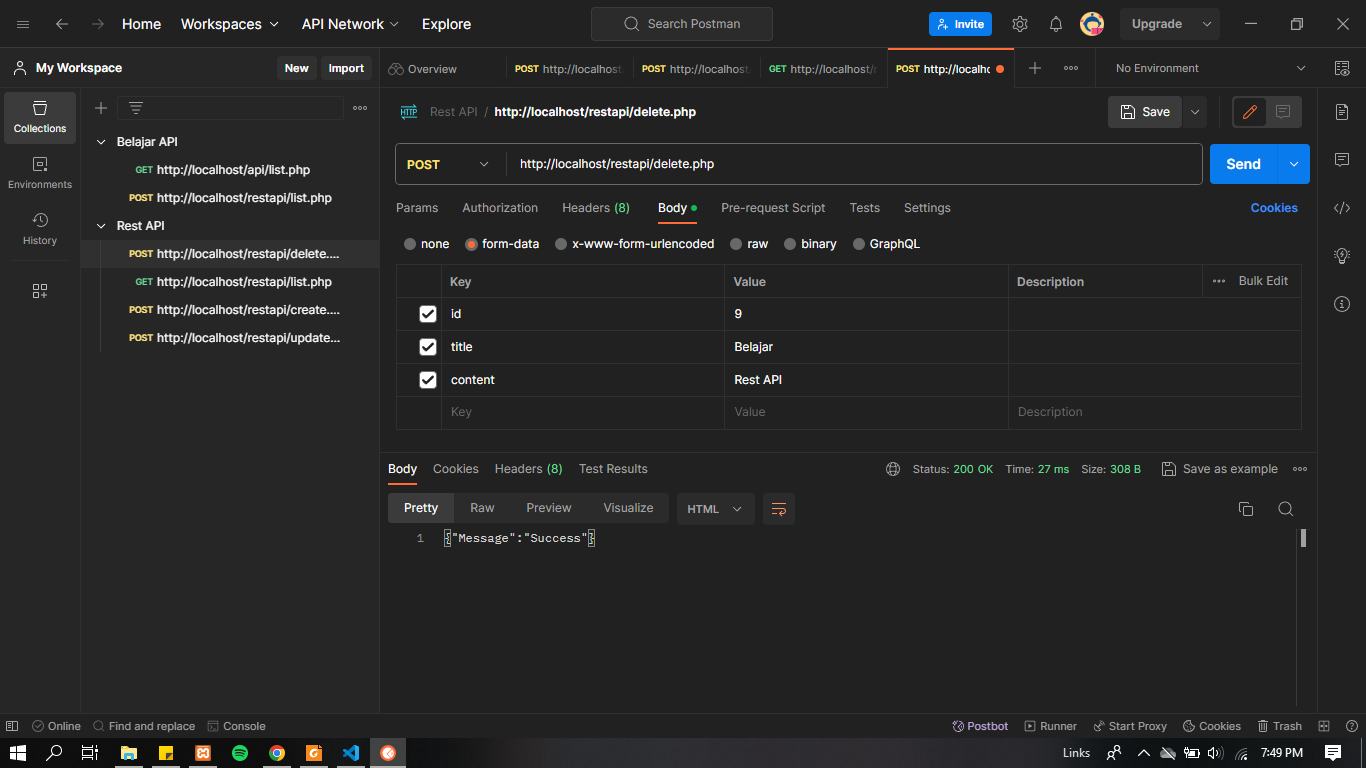 Home Workspaces API Network Explore Search Postman Invite Upgrade
My Workspace New Import Overview POST http://localhost POST http://localhost. GET http://localhost/r POST http://localhc No Environment
Collections
Environments
History
Belajar API
GET http://localhost/api/list.php
POST http://localhost/restapi/list.php
Rest API
POST http://localhost/restapi/delete....
GET http://localhost/restapi/list.php
POST http://localhost/restapi/create....
POST http://localhost/restapi/update...
HTTP Rest API / http://localhost/restapi/delete.php Save
POST http://localhost/restapi/delete.php Send
Params Authorization Headers (8) Body Pre-request Script Tests Settings Cookies
none form-data x-www-form-urlencoded raw binary GraphQL
Key Value Description Bulk Edit
id 9
title Belajar
content Rest API
Key Value Description
Body Cookies Headers (8) Test Results Status: 200 OK Time: 27 ms Size: 308 B Save as example
Pretty Raw Preview Visualize HTML
1 {"Message":"Success"}
Online Find and replace Console Postbot Runner Start Proxy Cookies Trash
Links 7:49 PM